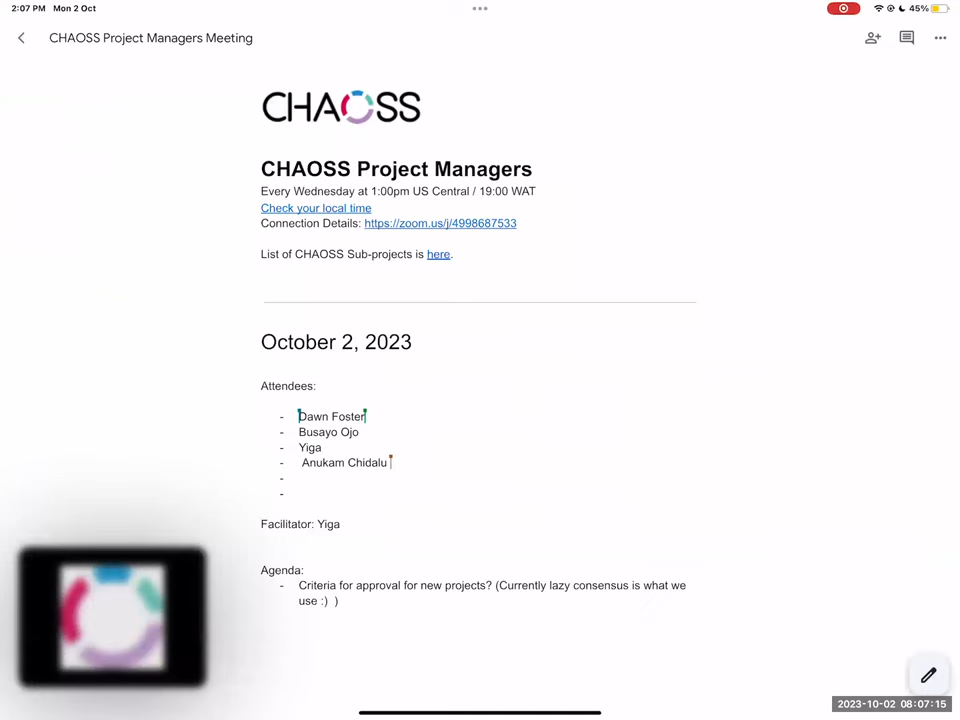 2:07 PM Mon 2 Oct
45%
CHAOSS Project Managers Meeting
CHAOSS
CHAOSS Project Managers
Every Wednesday at 1:00pm US Central / 19:00 WAT
Check your local time
Connection Details: https://zoom.us/j/4998687533
List of CHAOSS Sub-projects is here.
October 2, 2023
Attendees:
- Dawn Foster
- Busayo Ojo
- Yiga
- Anukam Chidalu
-
-
Facilitator: Yiga
Agenda:
- Criteria for approval for new projects? (Currently lazy consensus is what we
use :) )
2023-10-02 08:07:15